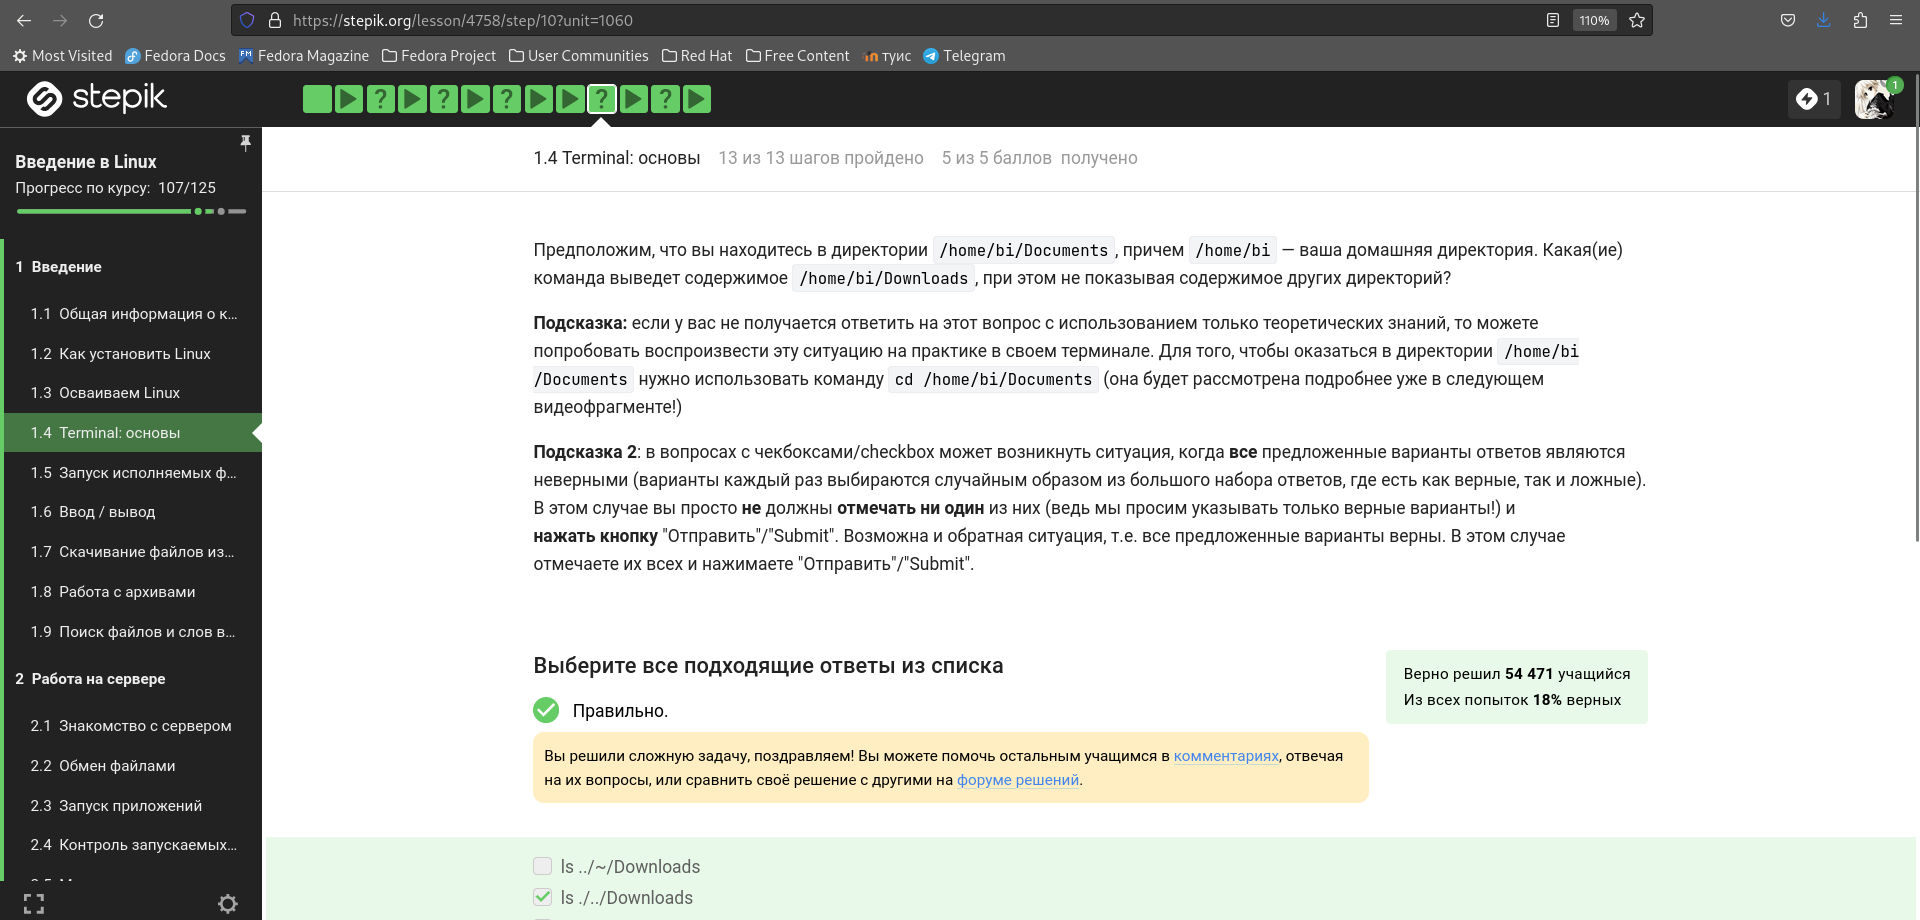 https://stepik.org/lesson/4758/step/10?unit=1060
110%
Most Visited Fedora Docs Fedora Magazine Fedora Project User Communities Red Hat Free Content туис Telegram
stepik
1
1
Введение в Linux
Прогресс по курсу: 107/125
1 Введение
1.1 Общая информация о к...
1.2 Как установить Linux
1.3 Осваиваем Linux
1.4 Terminal: основы
1.5 Запуск исполняемых ф...
1.6 Ввод / вывод
1.7 Скачивание файлов из...
1.8 Работа с архивами
1.9 Поиск файлов и слов в...
2 Работа на сервере
2.1 Знакомство с сервером
2.2 Обмен файлами
2.3 Запуск приложений
2.4 Контроль запускаемых...
1.4 Terminal: основы 13 из 13 шагов пройдено 5 из 5 баллов получено
Предположим, что вы находитесь в директории /home/bi/Documents, причем /home/bi — ваша домашняя директория. Какая(ие)
команда выведет содержимое /home/bi/Downloads, при этом не показывая содержимое других директорий?
Подсказка: если у вас не получается ответить на этот вопрос с использованием только теоретических знаний, то можете
попробовать воспроизвести эту ситуацию на практике в своем терминале. Для того, чтобы оказаться в директории /home/bi
/Documents нужно использовать команду cd /home/bi/Documents (она будет рассмотрена подробнее уже в следующем
видеофрагменте!)
Подсказка 2: в вопросах с чекбоксами/checkbox может возникнуть ситуация, когда все предложенные варианты ответов являются
неверными (варианты каждый раз выбираются случайным образом из большого набора ответов, где есть как верные, так и ложные).
В этом случае вы просто не должны отмечать ни один из них (ведь мы просим указывать только верные варианты!) и
нажать кнопку "Отправить"/"Submit". Возможна и обратная ситуация, т.е. все предложенные варианты верны. В этом случае
отмечаете их всех и нажимаете "Отправить"/"Submit".
Выберите все подходящие ответы из списка
Правильно.
Верно решил 54 471 учащийся
Из всех попыток 18% верных
Вы решили сложную задачу, поздравляем! Вы можете помочь остальным учащимся в комментариях, отвечая
на их вопросы, или сравнить своё решение с другими на форуме решений.
ls ../~/Downloads
ls ./../Downloads